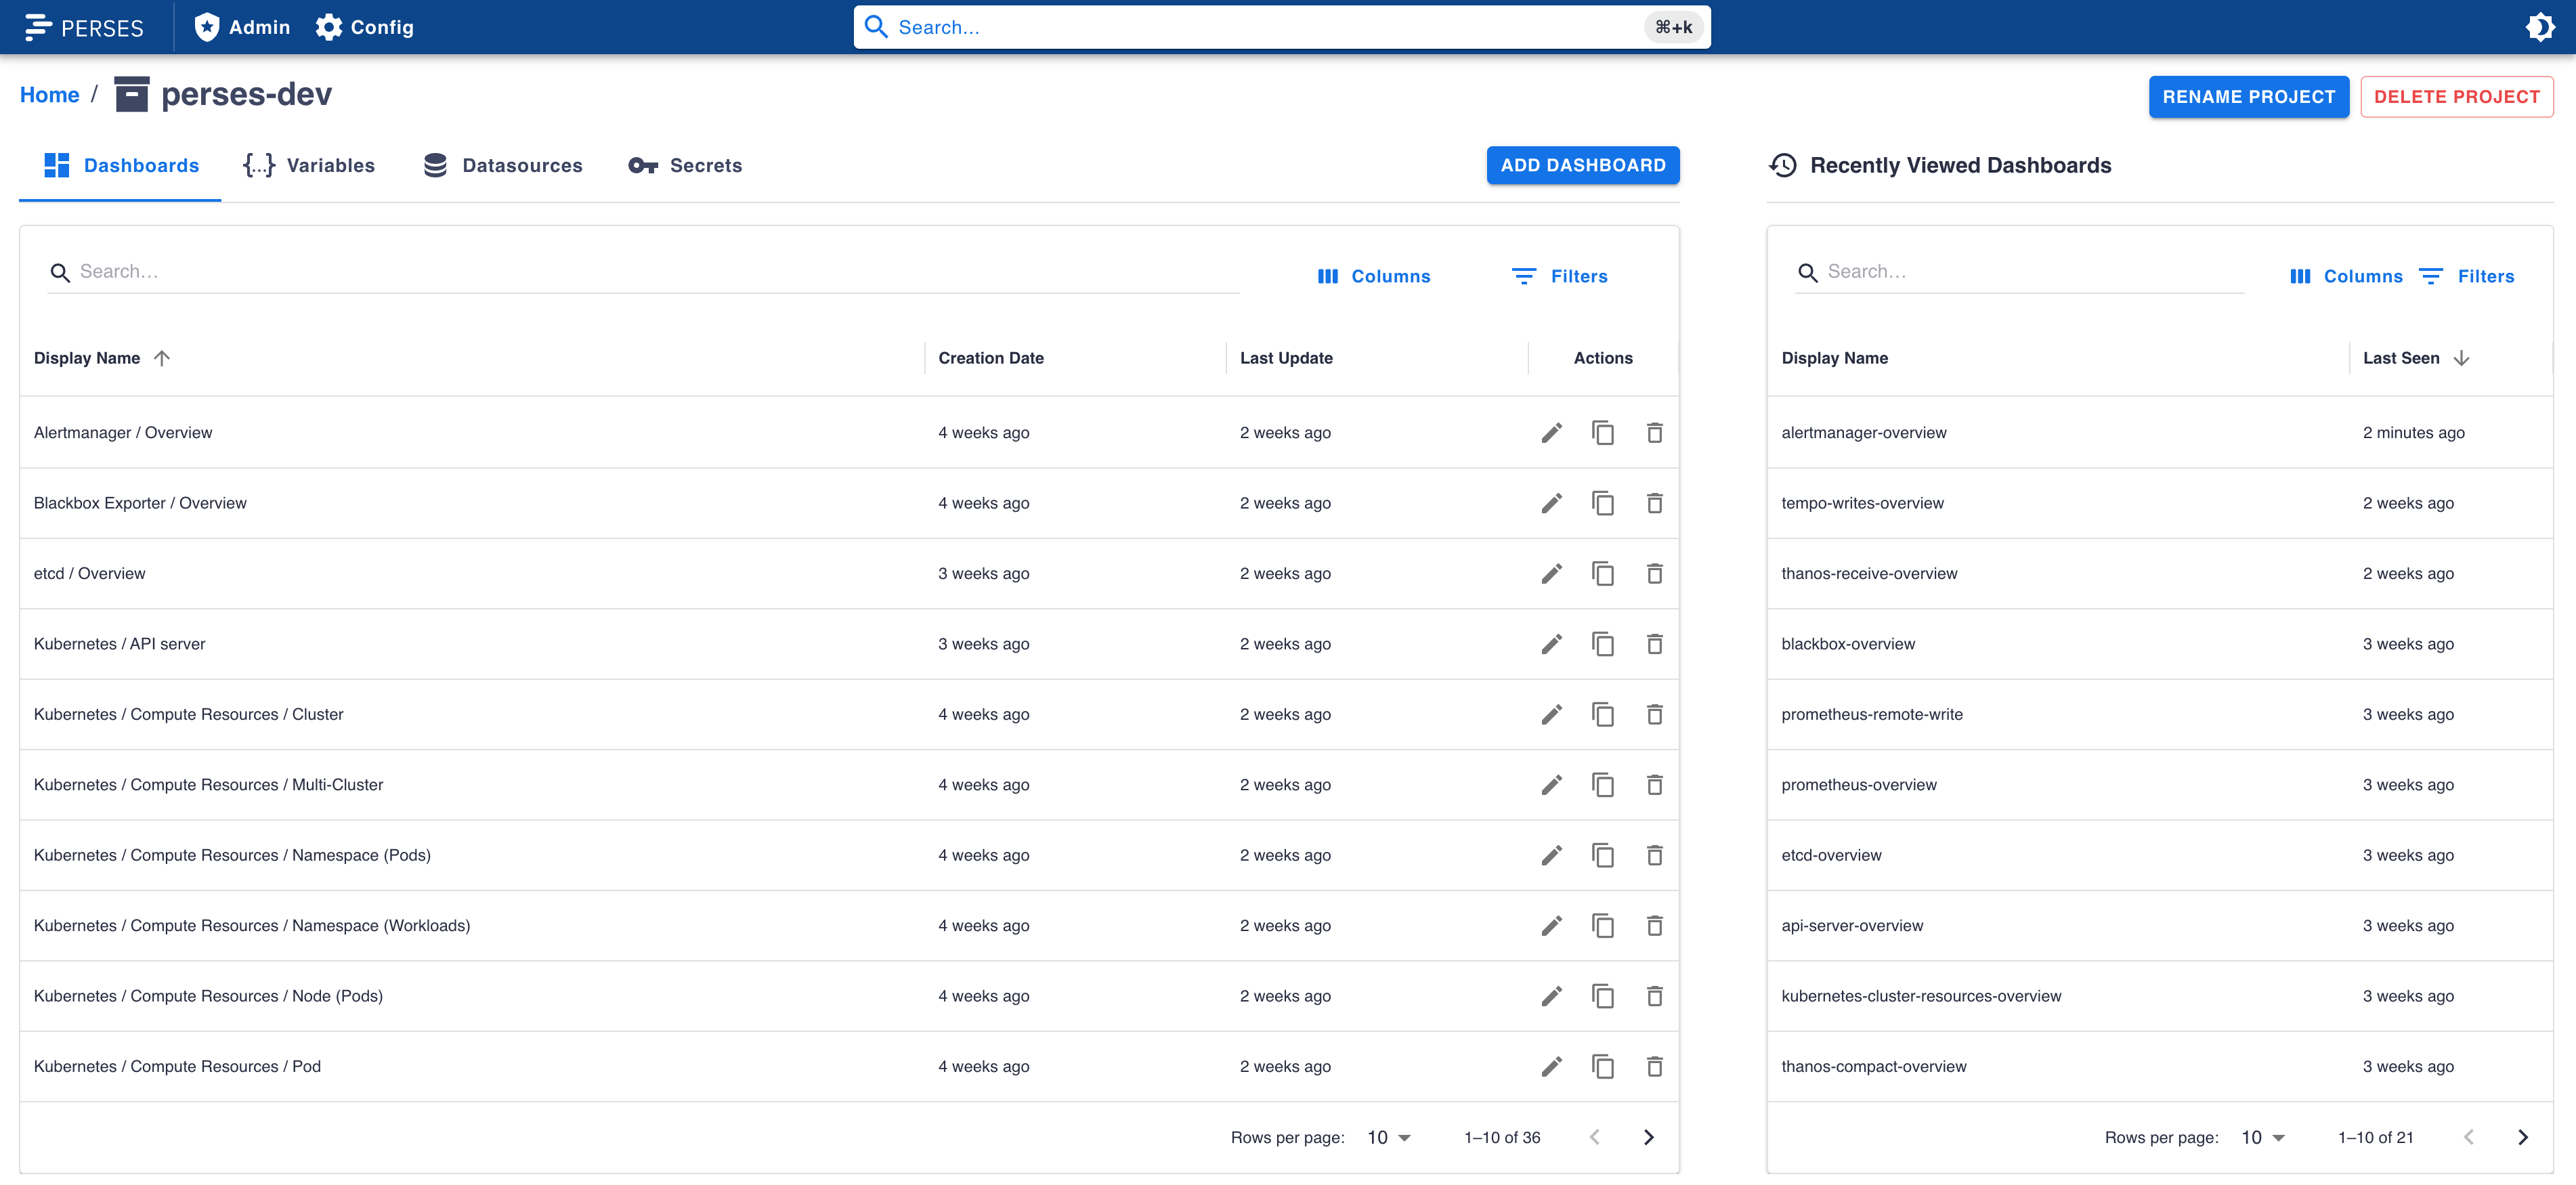 PERSES Admin Config Search... ⌘+k
Home / perses-dev RENAME PROJECT DELETE PROJECT
Dashboards {...} Variables Datasources Secrets ADD DASHBOARD
Search... Columns Filters
Display Name Creation Date Last Update Actions
Alertmanager / Overview 4 weeks ago 2 weeks ago
Blackbox Exporter / Overview 4 weeks ago 2 weeks ago
etcd / Overview 3 weeks ago 2 weeks ago
Kubernetes / API server 3 weeks ago 2 weeks ago
Kubernetes / Compute Resources / Cluster 4 weeks ago 2 weeks ago
Kubernetes / Compute Resources / Multi-Cluster 4 weeks ago 2 weeks ago
Kubernetes / Compute Resources / Namespace (Pods) 4 weeks ago 2 weeks ago
Kubernetes / Compute Resources / Namespace (Workloads) 4 weeks ago 2 weeks ago
Kubernetes / Compute Resources / Node (Pods) 4 weeks ago 2 weeks ago
Kubernetes / Compute Resources / Pod 4 weeks ago 2 weeks ago
Rows per page: 10 1–10 of 36
Recently Viewed Dashboards
Search... Columns Filters
Display Name Last Seen
alertmanager-overview 2 minutes ago
tempo-writes-overview 2 weeks ago
thanos-receive-overview 2 weeks ago
blackbox-overview 3 weeks ago
prometheus-remote-write 3 weeks ago
prometheus-overview 3 weeks ago
etcd-overview 3 weeks ago
api-server-overview 3 weeks ago
kubernetes-cluster-resources-overview 3 weeks ago
thanos-compact-overview 3 weeks ago
Rows per page: 10 1–10 of 21